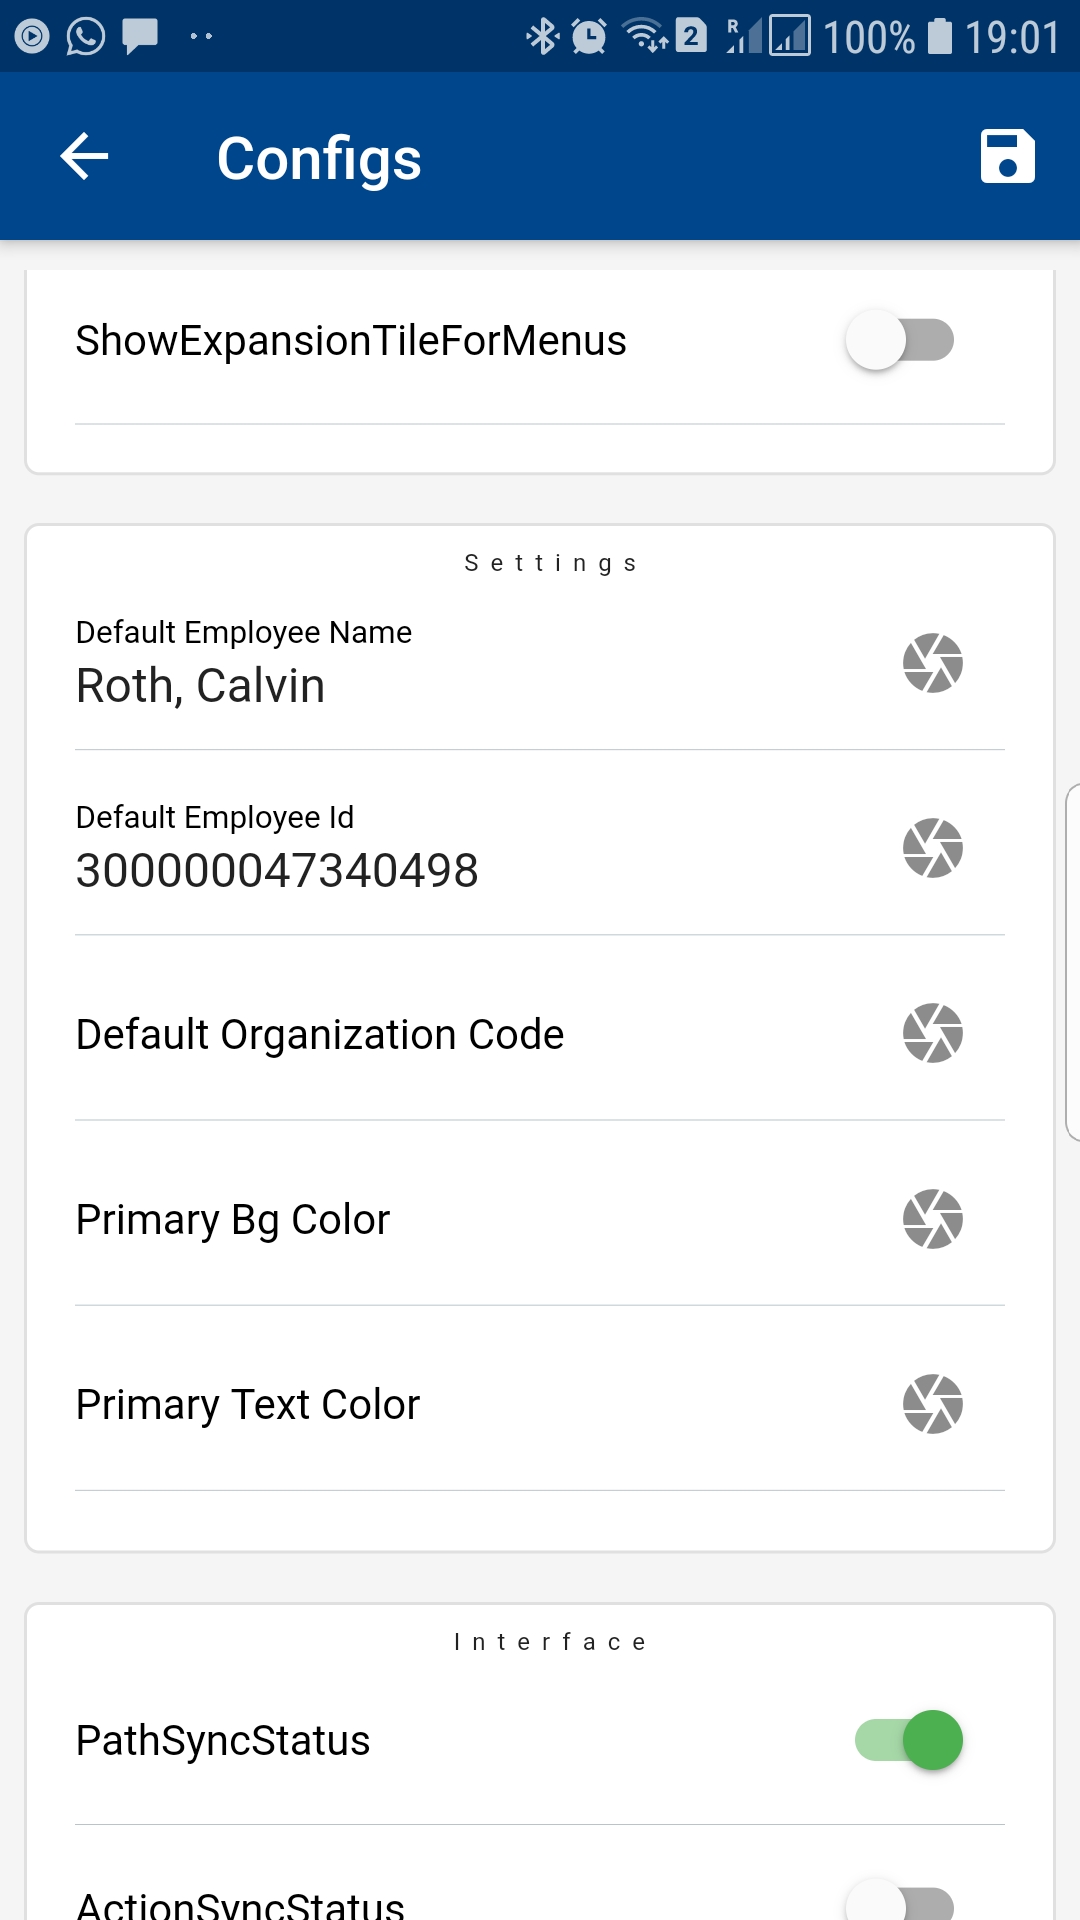 2 R 100% 19:01
Configs
ShowExpansionTileForMenus
Settings
Default Employee Name
Roth, Calvin
Default Employee Id
300000047340498
Default Organization Code
Primary Bg Color
Primary Text Color
Interface
PathSyncStatus
ActionSyncStatus